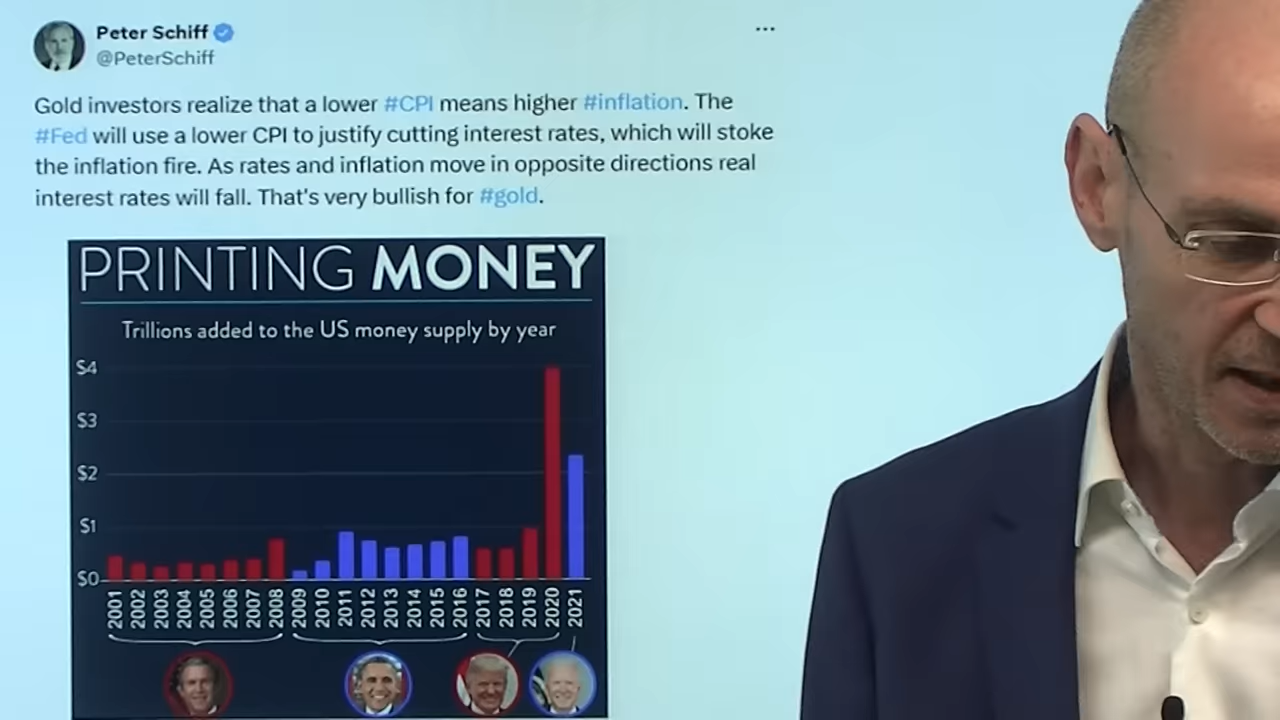 Peter Schiff
@PeterSchiff
Gold investors realize that a lower #CPI means higher #inflation. The
#Fed will use a lower CPI to justify cutting interest rates, which will stoke
the inflation fire. As rates and inflation move in opposite directions real
interest rates will fall. That's very bullish for #gold.
PRINTING MONEY
Trillions added to the US money supply by year
$4
$3
$2
$1
$0
2001 2002 2003 2004 2005 2006 2007 2008 2009 2010 2011 2012 2013 2014 2015 2016 2017 2018 2019 2020 2021